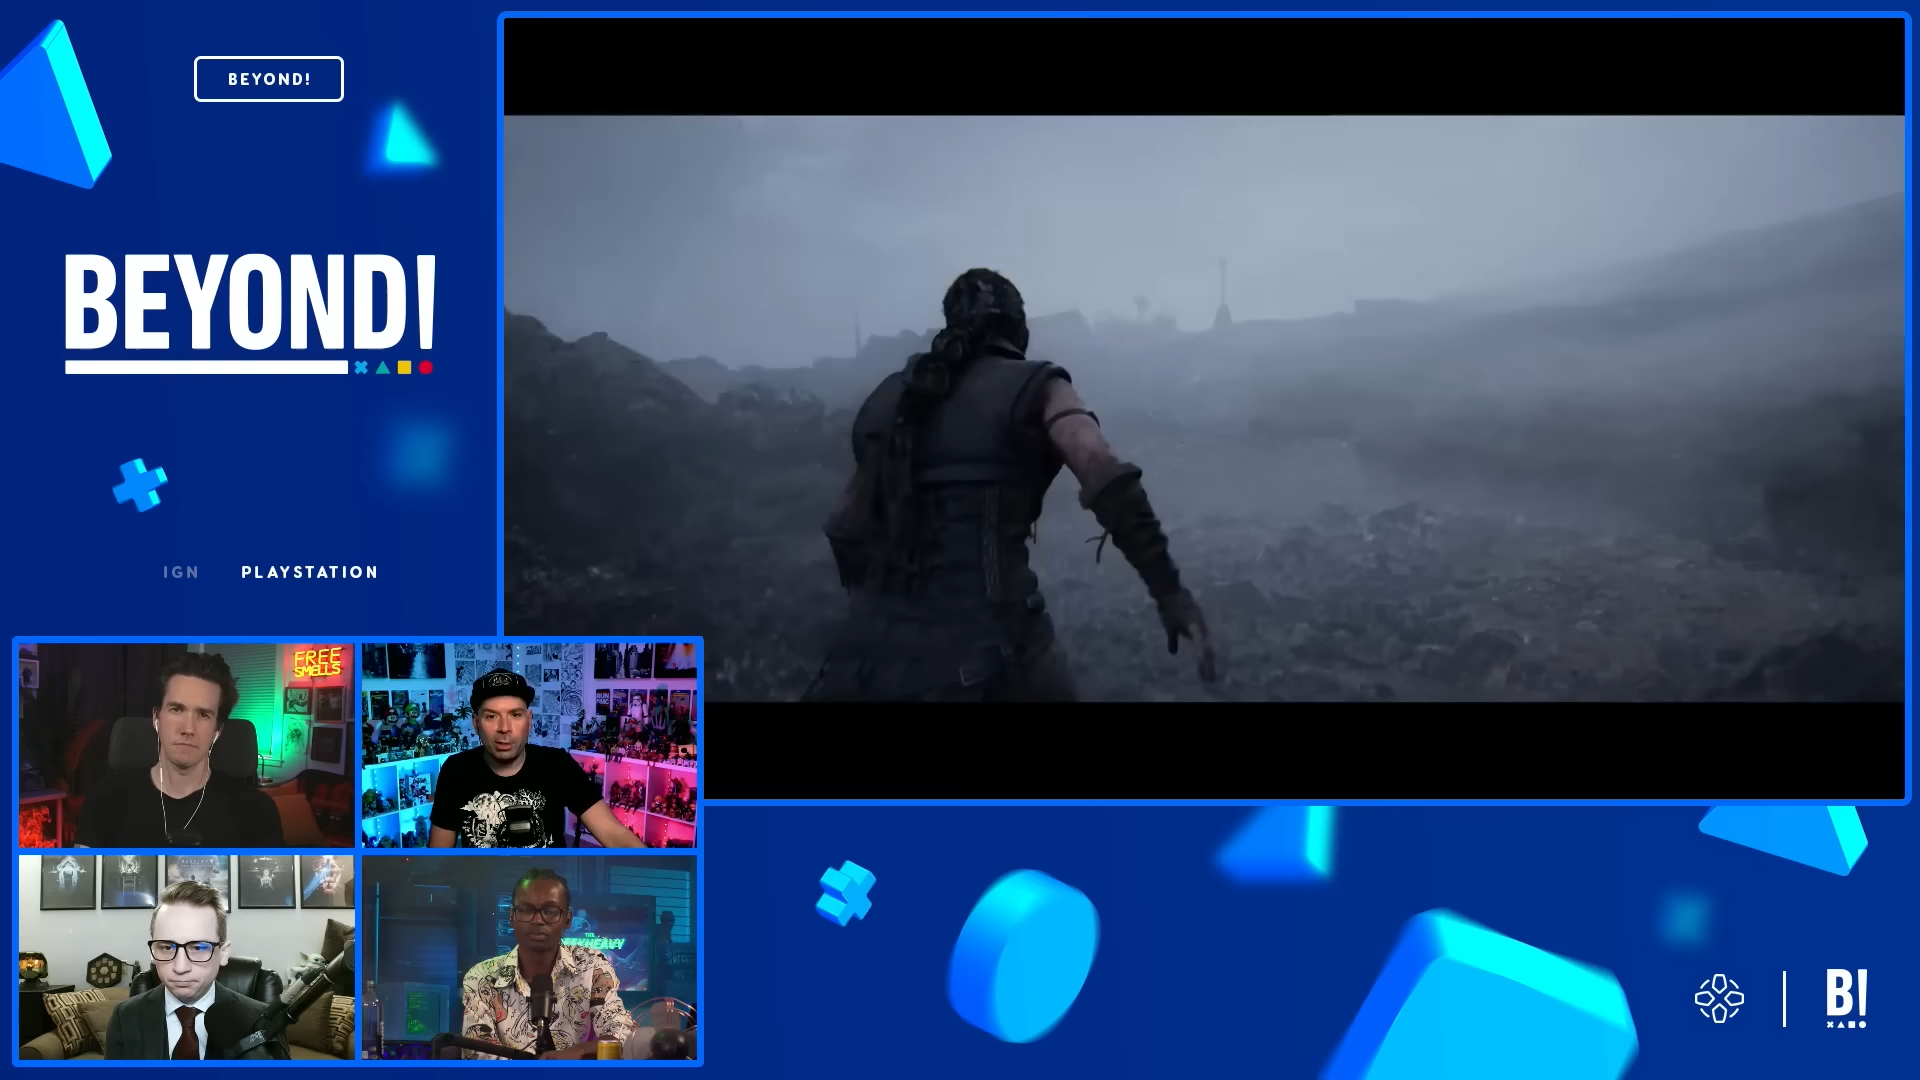 BEYOND!
BEYOND!
IGN PLAYSTATION
FREE
SMELLS
B!